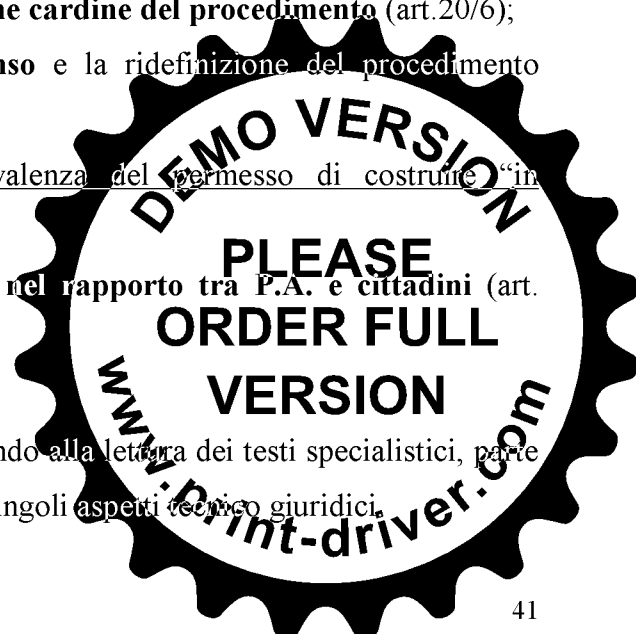 ne cardine del procedimento (art.20/6);
nso e la ridefinizione del procedimento
valenza del permesso di costruire “in
nel rapporto tra P.A. e cittadini (art.
ndo alla lettura dei testi specialistici, parte
ingoli aspetti tecnico giuridici.
41
DEMO VERSION
PLEASE
ORDER FULL
VERSION
www.print-driver.com